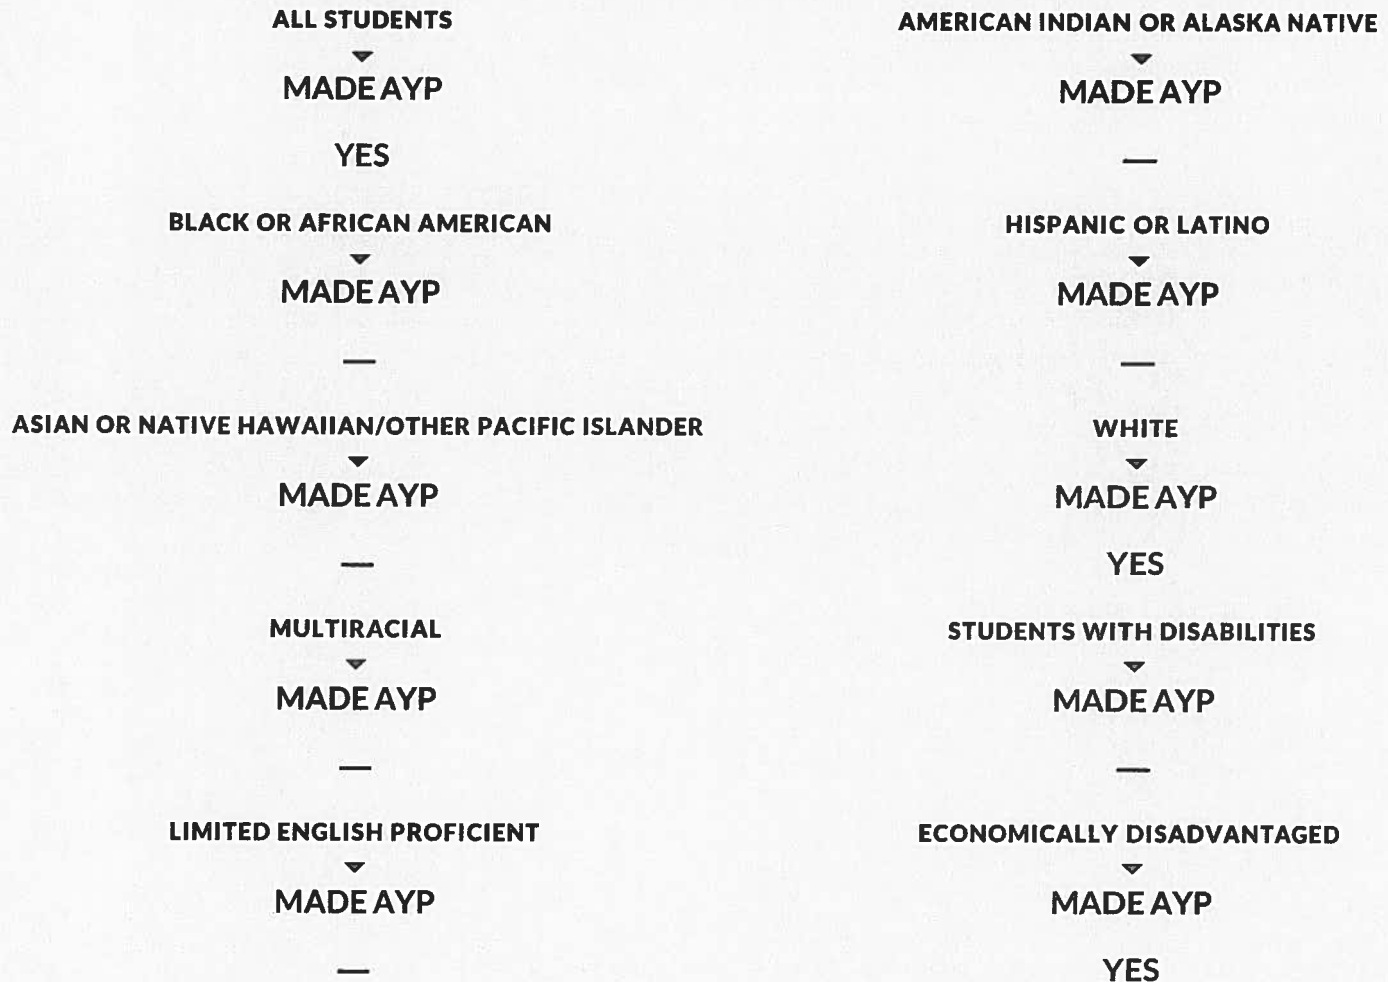 ALL STUDENTS
MADE AYP
YES
AMERICAN INDIAN OR ALASKA NATIVE
MADE AYP
—
BLACK OR AFRICAN AMERICAN
MADE AYP
—
HISPANIC OR LATINO
MADE AYP
—
ASIAN OR NATIVE HAWAIIAN/OTHER PACIFIC ISLANDER
MADE AYP
—
WHITE
MADE AYP
YES
MULTIRACIAL
MADE AYP
—
STUDENTS WITH DISABILITIES
MADE AYP
—
LIMITED ENGLISH PROFICIENT
MADE AYP
—
ECONOMICALLY DISADVANTAGED
MADE AYP
YES